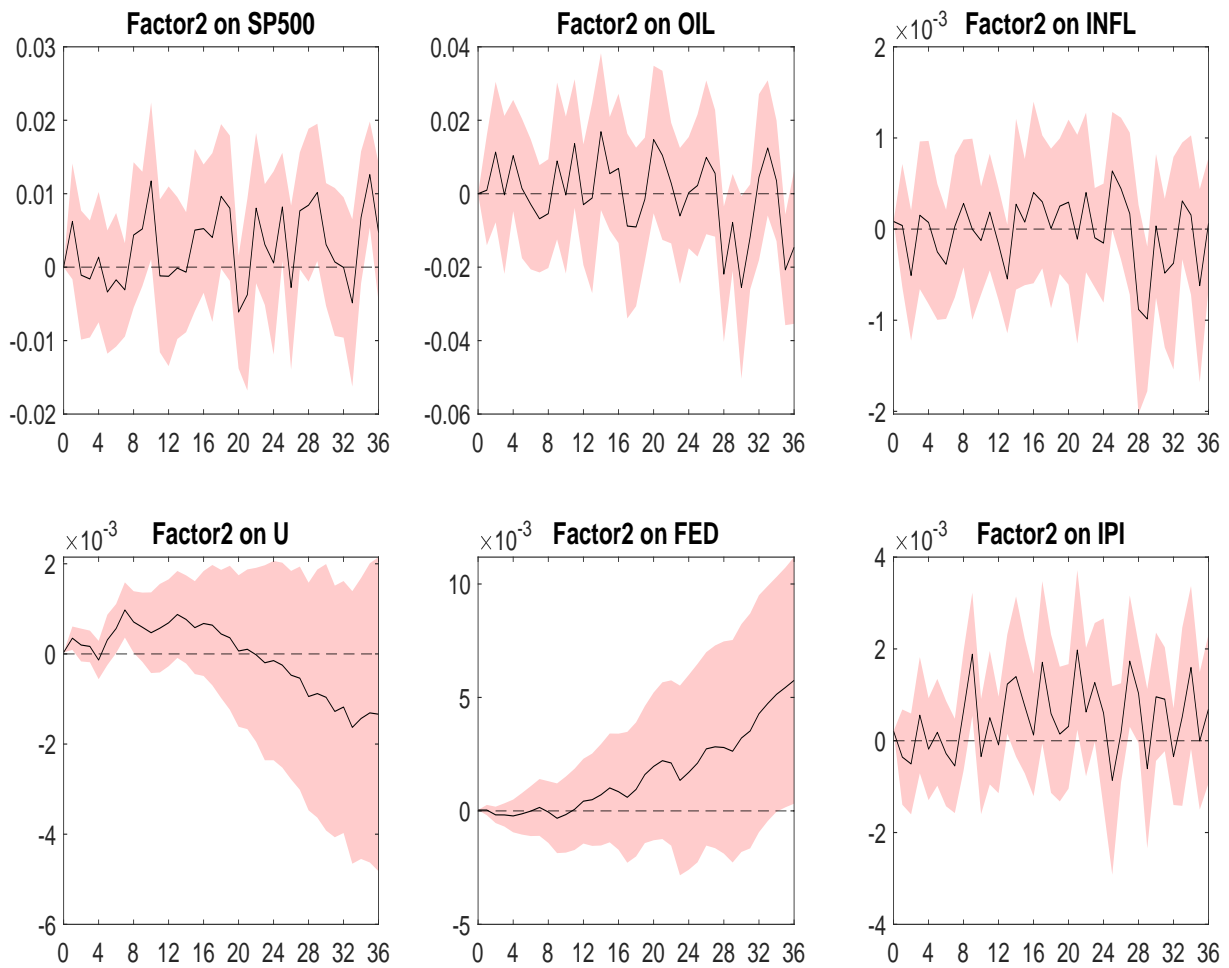 Factor2 on SP500
0.03
0.02
0.01
0
-0.01
-0.02
0 4 8 12 16 20 24 28 32 36
Factor2 on OIL
0.04
0.02
0
-0.02
-0.04
-0.06
0 4 8 12 16 20 24 28 32 36
Factor2 on INFL
×10-3
2
1
0
-1
-2
0 4 8 12 16 20 24 28 32 36
Factor2 on U
×10-3
2
0
-2
-4
-6
0 4 8 12 16 20 24 28 32 36
Factor2 on FED
×10-3
10
5
0
-5
0 4 8 12 16 20 24 28 32 36
Factor2 on IPI
×10-3
4
2
0
-2
-4
0 4 8 12 16 20 24 28 32 36